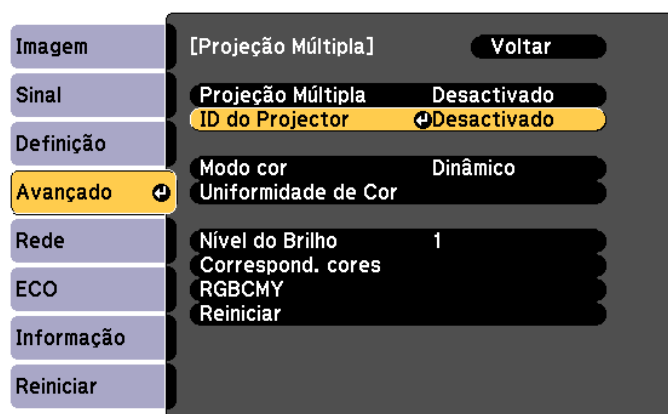 Imagem
Sinal
Definição
Avançado
Rede
ECO
Informação
Reiniciar
[Projeção Múltipla] Voltar
Projeção Múltipla Desactivado
ID do Projector Desactivado
Modo cor Dinâmico
Uniformidade de Cor
Nível do Brilho 1
Correspond. cores
RGBCMY
Reiniciar